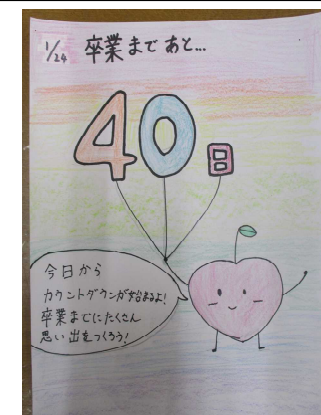 1/24 卒業まであと...
40日
今日から
カウントダウンが始まるよ!
卒業までにたくさん
思い出をつくろう!